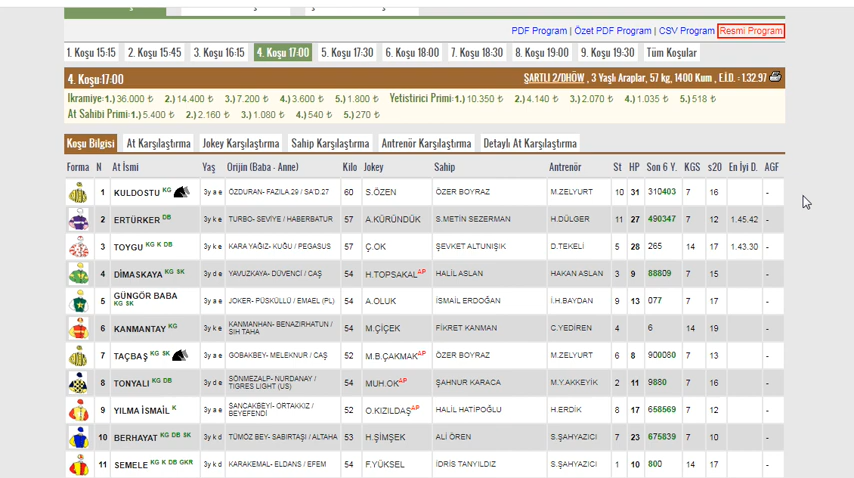 PDF Program | Özet PDF Program | CSV Program | Resmi Program
1. Koşu 15:15 2. Koşu 15:45 3. Koşu 16:15 4. Koşu 17:00 5. Koşu 17:30 6. Koşu 18:00 7. Koşu 18:30 8. Koşu 19:00 9. Koşu 19:30 Tüm Koşular
4. Koşu:17:00 ŞARTLI 2/DHÖW , 3 Yaşlı Araplar, 57 kg, 1400 Kum , E.İ.D. = 1.32.97
İkramiye: 1.) 36.000 ₺ 2.) 14.400 ₺ 3.) 7.200 ₺ 4.) 3.600 ₺ 5.) 1.800 ₺ Yetistirici Primi: 1.) 10.350 ₺ 2.) 4.140 ₺ 3.) 2.070 ₺ 4.) 1.035 ₺ 5.) 518 ₺
At Sahibi Primi: 1.) 5.400 ₺ 2.) 2.160 ₺ 3.) 1.080 ₺ 4.) 540 ₺ 5.) 270 ₺
Koşu Bilgisi At Karşılaştırma Jokey Karşılaştırma Sahip Karşılaştırma Antrenör Karşılaştırma Detaylı At Karşılaştırma
Forma N At İsmi Yaş Orijin (Baba - Anne) Kilo Jokey Sahip Antrenör St HP Son 6 Y. KGS s20 En İyi D. AGF
1 KULDOSTU KG 3y a e ÖZDURAN- FAZILA.29 / SA'D.27 60 S.ÖZEN ÖZER BOYRAZ M.ZELYURT 10 31 310403 7 16 -
2 ERTÜRKER DB 3y k e TURBO- SEVİYE / HABERBATUR 57 A.KÜRÜNDÜK S.METİN SEZERMAN H.DÜLGER 11 27 490347 7 12 1.45.42 -
3 TOYGU KG K DB 3y k e KARA YAĞIZ- KUĞU / PEGASUS 57 Ç.OK ŞEVKET ALTUNIŞIK D.TEKELİ 5 28 265 14 17 1.43.30 -
4 DİMASKAYA KG SK 3y d e YAVUZKAYA- DÜVENCİ / CAŞ 54 H.TOPSAKAL AP HALİL ASLAN HAKAN ASLAN 3 9 88809 7 15 -
5 GÜNGÖR BABA KG SK 3y a e JOKER- PÜSKÜLLÜ / EMAEL (PL) 54 A.OLUK İSMAİL ERDOĞAN İ.H.BAYDAN 9 13 077 7 17 -
6 KANMANTAY KG 3y k e KANMANHAN- BENAZIRHATUN / SIH TAHA 54 M.ÇİÇEK FİKRET KANMAN C.YEDİREN 4 6 14 19 -
7 TAÇBAŞ KG SK 3y a e GOBAKBEY- MELEKNUR / CAŞ 52 M.B.ÇAKMAK AP ÖZER BOYRAZ M.ZELYURT 6 8 900080 7 13 -
8 TONYALI KG DB 3y d e SÖNMEZALP- NURDANAY / TIGRES LIGHT (US) 54 MUH.OK AP ŞAHNUR KARACA M.Y.AKKEYİK 2 11 9880 7 16 -
9 YILMA İSMAİL K 3y a e SANCAKBEYİ- ORTAKKIZ / BEYEFENDİ 52 O.KIZILDAŞ AP HALİL HATİPOĞLU H.ERDİK 8 17 658569 7 12 -
10 BERHAYAT KG DB SK 3y k d TÜMÖZ BEY- SABIRTAŞI / ALTAHA 53 H.ŞİMŞEK ALİ ÖREN S.ŞAHYAZICI 7 23 675839 7 10 -
11 SEMELE KG K DB GKR 3y k d KARAKEMAL- ELDANS / EFEM 54 F.YÜKSEL İDRİS TANYILDIZ S.ŞAHYAZICI 1 10 800 14 17 -